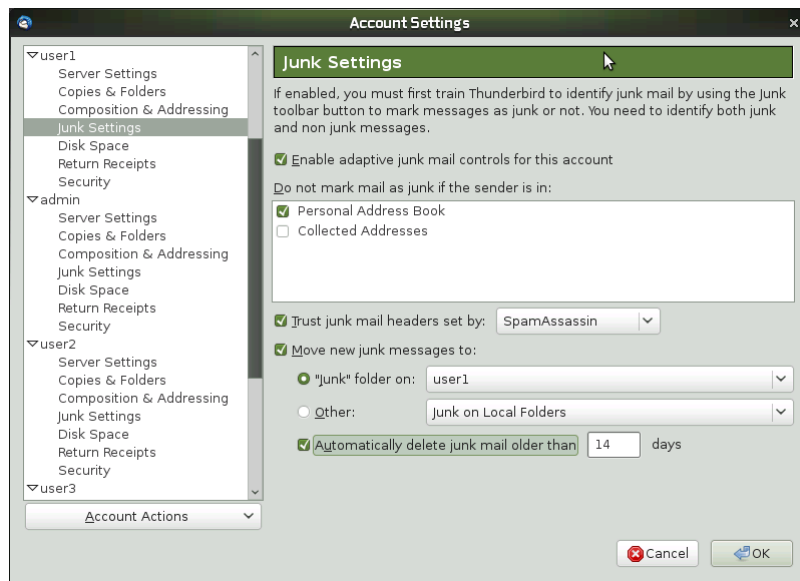 Account Settings
user1
Server Settings
Copies & Folders
Composition & Addressing
Junk Settings
Disk Space
Return Receipts
Security
admin
Server Settings
Copies & Folders
Composition & Addressing
Junk Settings
Disk Space
Return Receipts
Security
user2
Server Settings
Copies & Folders
Composition & Addressing
Junk Settings
Disk Space
Return Receipts
Security
user3
Account Actions
Junk Settings
If enabled, you must first train Thunderbird to identify junk mail by using the Junk
toolbar button to mark messages as junk or not. You need to identify both junk
and non junk messages.
Enable adaptive junk mail controls for this account
Do not mark mail as junk if the sender is in:
Personal Address Book
Collected Addresses
Trust junk mail headers set by: SpamAssassin
Move new junk messages to:
"Junk" folder on: user1
Other: Junk on Local Folders
Automatically delete junk mail older than 14 days
Cancel OK